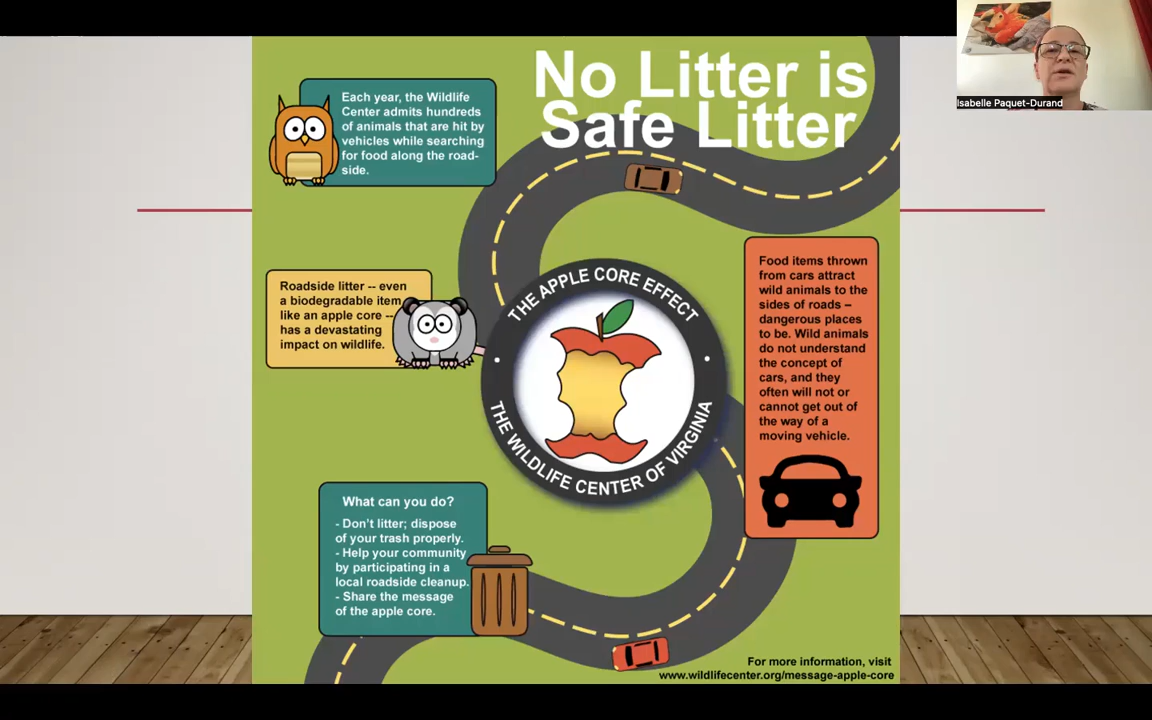 Isabelle Paquet-Durand
No Litter is
Safe Litter
Each year, the Wildlife
Center admits hundreds
of animals that are hit by
vehicles while searching
for food along the road-
side.
Roadside litter -- even
a biodegradable item
like an apple core --
has a devastating
impact on wildlife.
THE APPLE CORE EFFECT
THE WILDLIFE CENTER OF VIRGINIA
Food items thrown
from cars attract
wild animals to the
sides of roads –
dangerous places
to be. Wild animals
do not understand
the concept of
cars, and they
often will not or
cannot get out of
the way of a
moving vehicle.
What can you do?
- Don't litter; dispose
of your trash properly.
- Help your community
by participating in a
local roadside cleanup.
- Share the message
of the apple core.
For more information, visit
www.wildlifecenter.org/message-apple-core